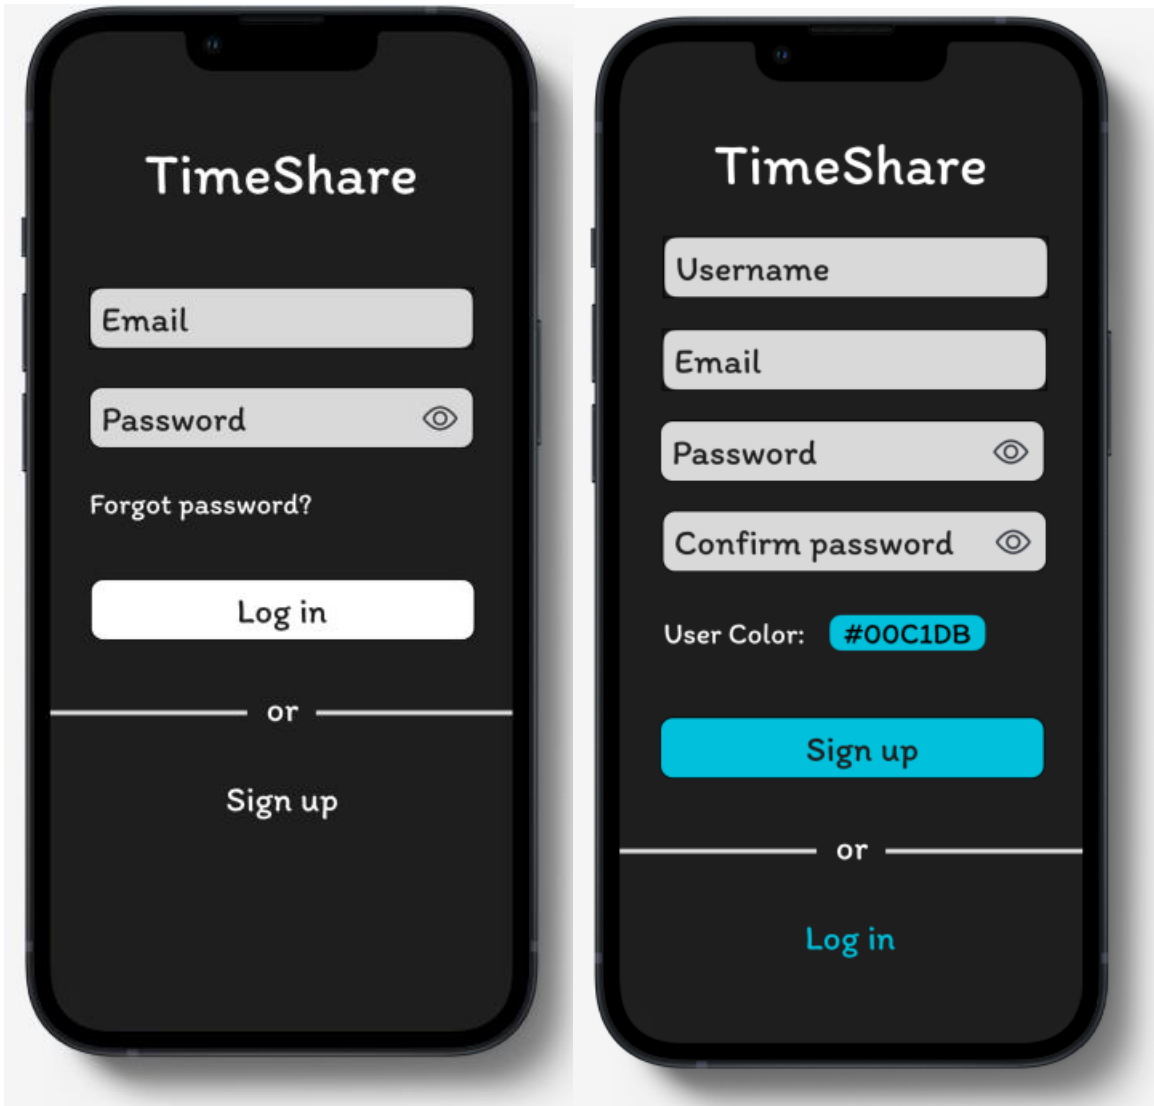 TimeShare
Email
Password
Forgot password?
Log in
or
Sign up
TimeShare
Username
Email
Password
Confirm password
User Color: #00C1DB
Sign up
or
Log in